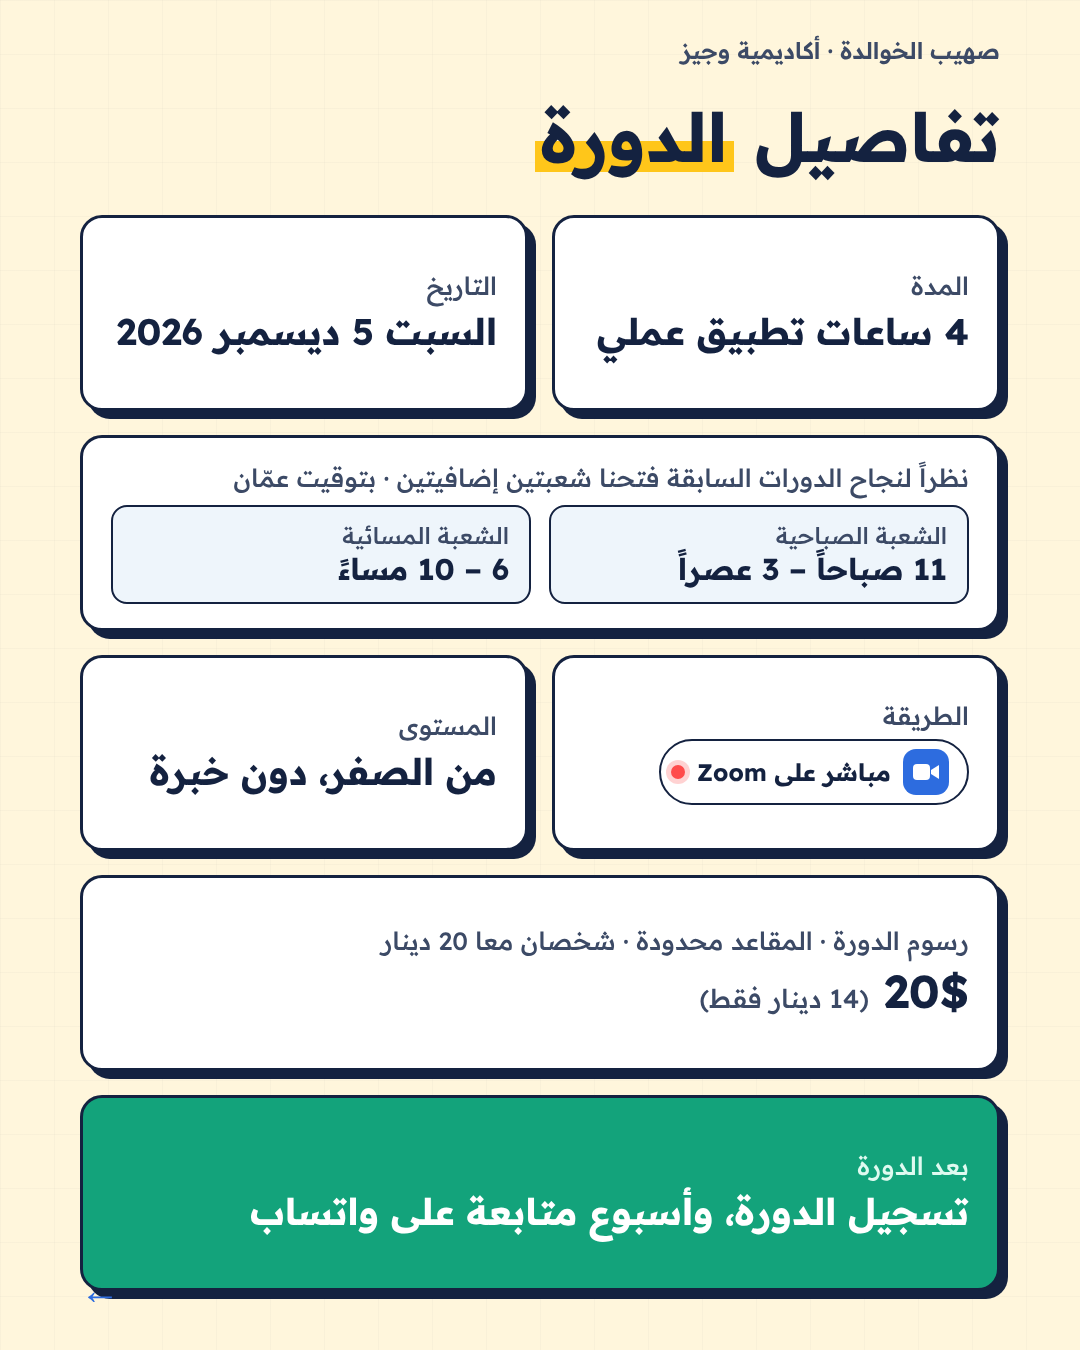 صهيب الخوالدة · أكاديمية وجيز
تفاصيل الدورة
المدة
4 ساعات تطبيق عملي
التاريخ
السبت 5 ديسمبر 2026
نظراً لنجاح الدورات السابقة فتحنا شعبتين إضافيتين · بتوقيت عمّان
الشعبة الصباحية
11 صباحاً – 3 عصراً
الشعبة المسائية
6 – 10 مساءً
الطريقة
مباشر على Zoom
المستوى
من الصفر، دون خبرة
رسوم الدورة · المقاعد محدودة · شخصان معا 20 دينار
20$ (14 دينار فقط)
بعد الدورة
تسجيل الدورة، وأسبوع متابعة على واتساب
←